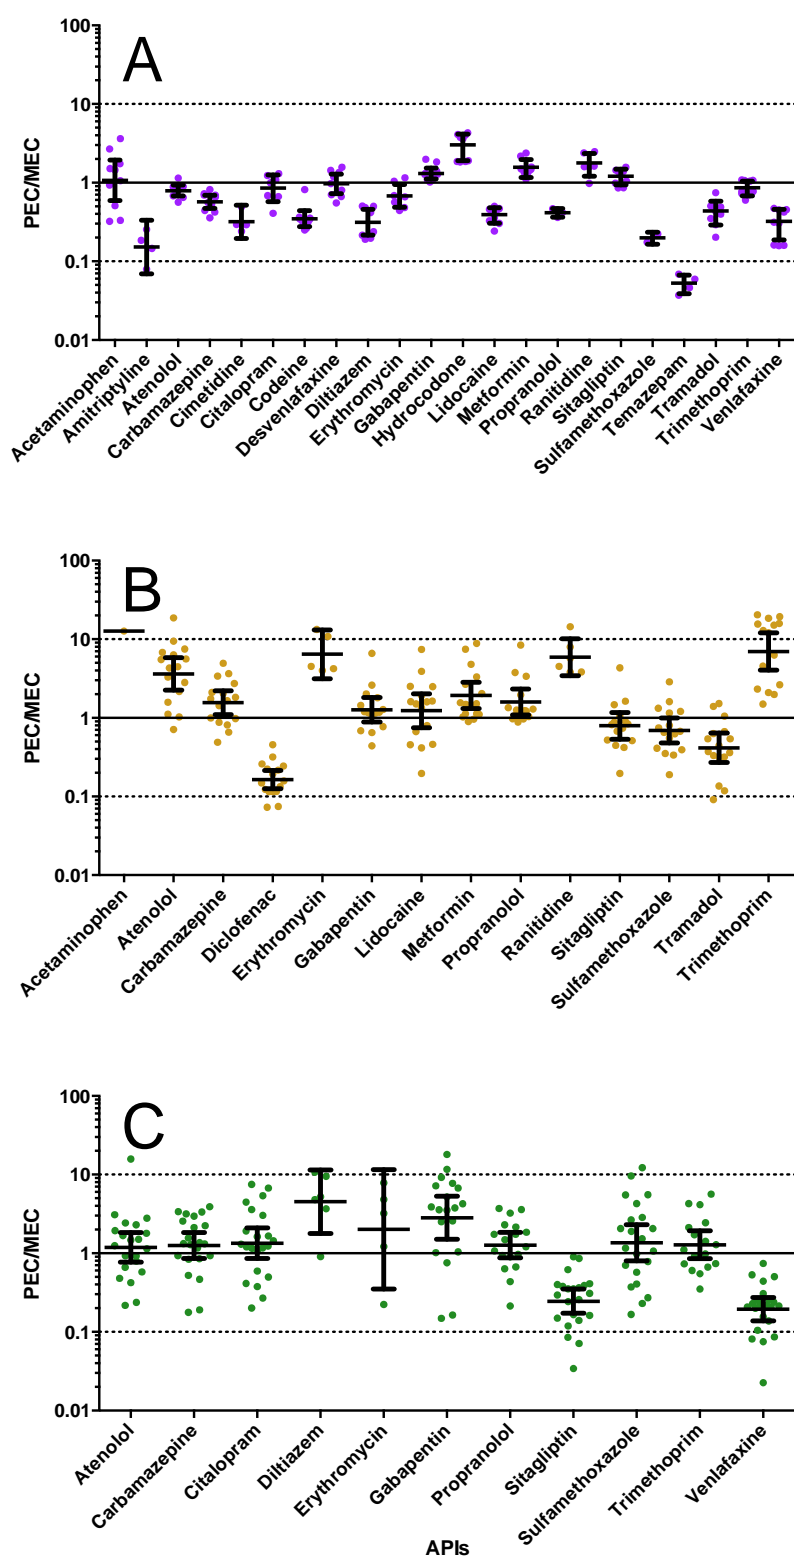 A
PEC/MEC
100
10
1
0.1
0.01
Acetaminophen
Amitriptyline
Atenolol
Carbamazepine
Cimetidine
Citalopram
Codeine
Desvenlafaxine
Diltiazem
Erythromycin
Gabapentin
Hydrocodone
Lidocaine
Metformin
Propranolol
Ranitidine
Sitagliptin
Sulfamethoxazole
Temazepam
Tramadol
Trimethoprim
Venlafaxine
B
PEC/MEC
100
10
1
0.1
0.01
Acetaminophen
Atenolol
Carbamazepine
Diclofenac
Erythromycin
Gabapentin
Lidocaine
Metformin
Propranolol
Ranitidine
Sitagliptin
Sulfamethoxazole
Tramadol
Trimethoprim
C
PEC/MEC
100
10
1
0.1
0.01
Atenolol
Carbamazepine
Citalopram
Diltiazem
Erythromycin
Gabapentin
Propranolol
Sitagliptin
Sulfamethoxazole
Trimethoprim
Venlafaxine
APIs